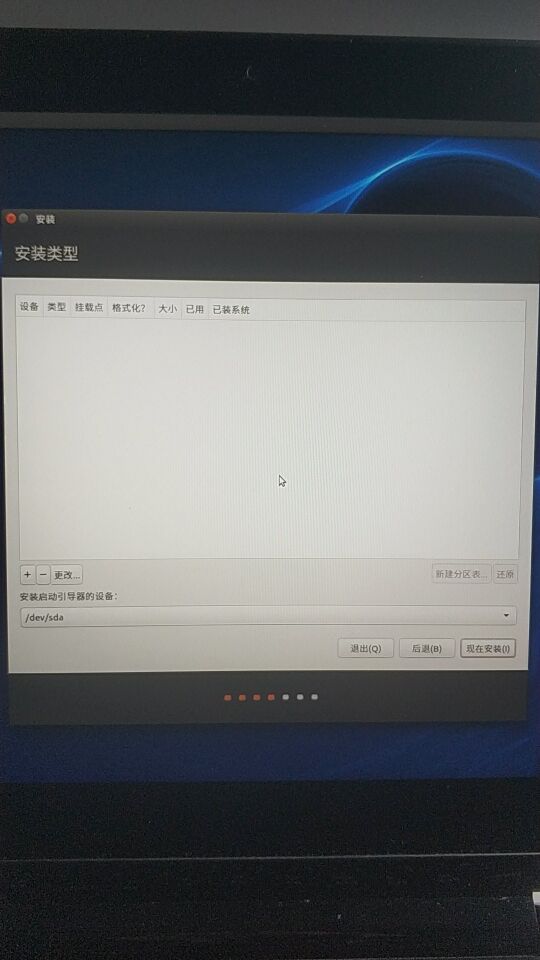 安装
安装类型
设备 类型 挂载点 格式化? 大小 已用 已装系统
+ - 更改... 新建分区表... 还原
安装启动引导器的设备:
/dev/sda
退出(Q) 后退(B) 现在安装(I)